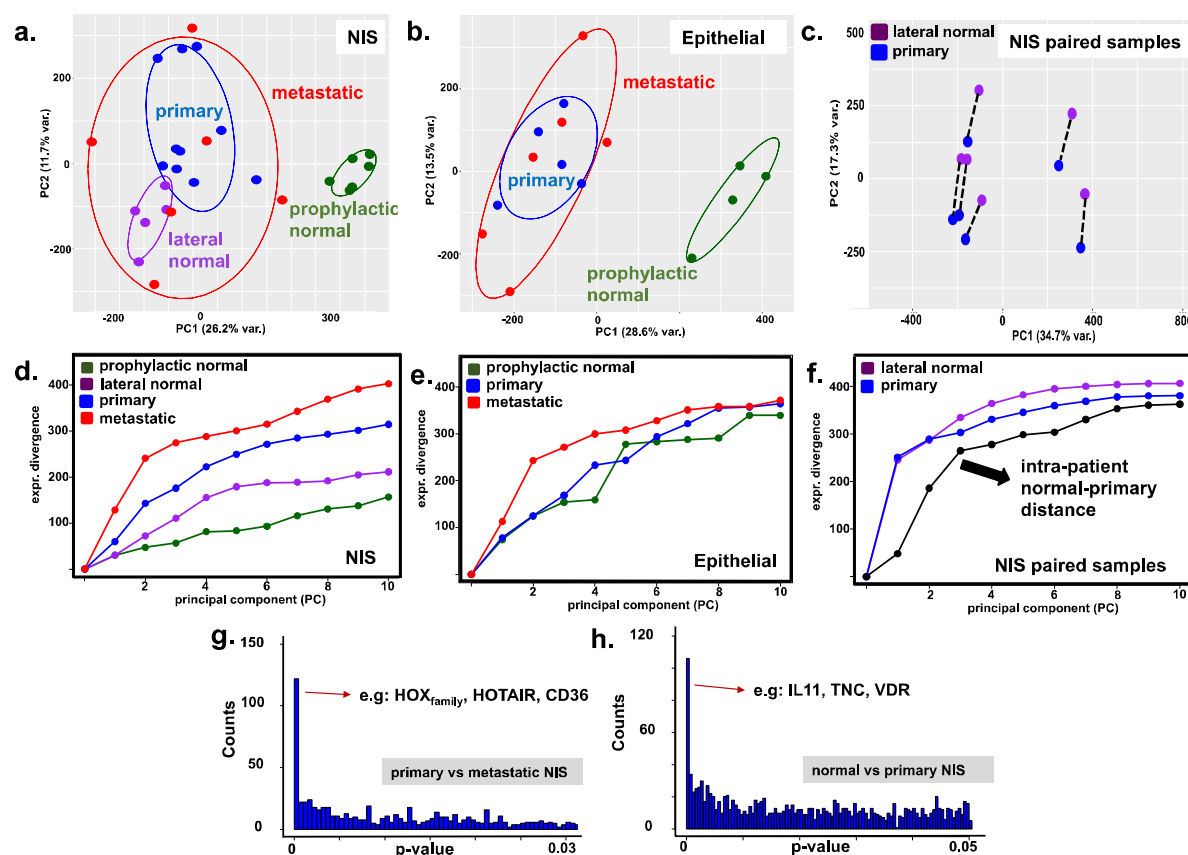 a.
NIS
metastatic
primary
lateral
normal
prophylactic
normal
PC2 (11.7% var.)
200
0
-200
-200
0
300
PC1 (26.2% var.)
b.
Epithelial
metastatic
primary
prophylactic
normal
PC2 (13.5% var.)
200
0
-200
-200
0
200
400
PC1 (28.6% var.)
c.
lateral normal
primary
NIS paired samples
PC2 (17.3% var.)
500
250
0
-250
-400
0
400
800
PC1 (34.7% var.)
d.
prophylactic normal
lateral normal
primary
metastatic
expr. divergence
400
300
200
100
NIS
2
4
6
8
10
principal component (PC)
e.
prophylactic normal
primary
metastatic
expr. divergence
400
300
200
100
Epithelial
2
4
6
8
10
principal component (PC)
f.
lateral normal
primary
expr. divergence
400
300
200
100
intra-patient
normal-primary
distance
NIS paired samples
2
4
6
8
10
principal component (PC)
g.
Counts
150
100
50
0
e.g: HOXfamily, HOTAIR, CD36
primary vs metastatic NIS
0
0.03
p-value
h.
Counts
120
60
0
e.g: IL11, TNC, VDR
normal vs primary NIS
0
0.05
p-value